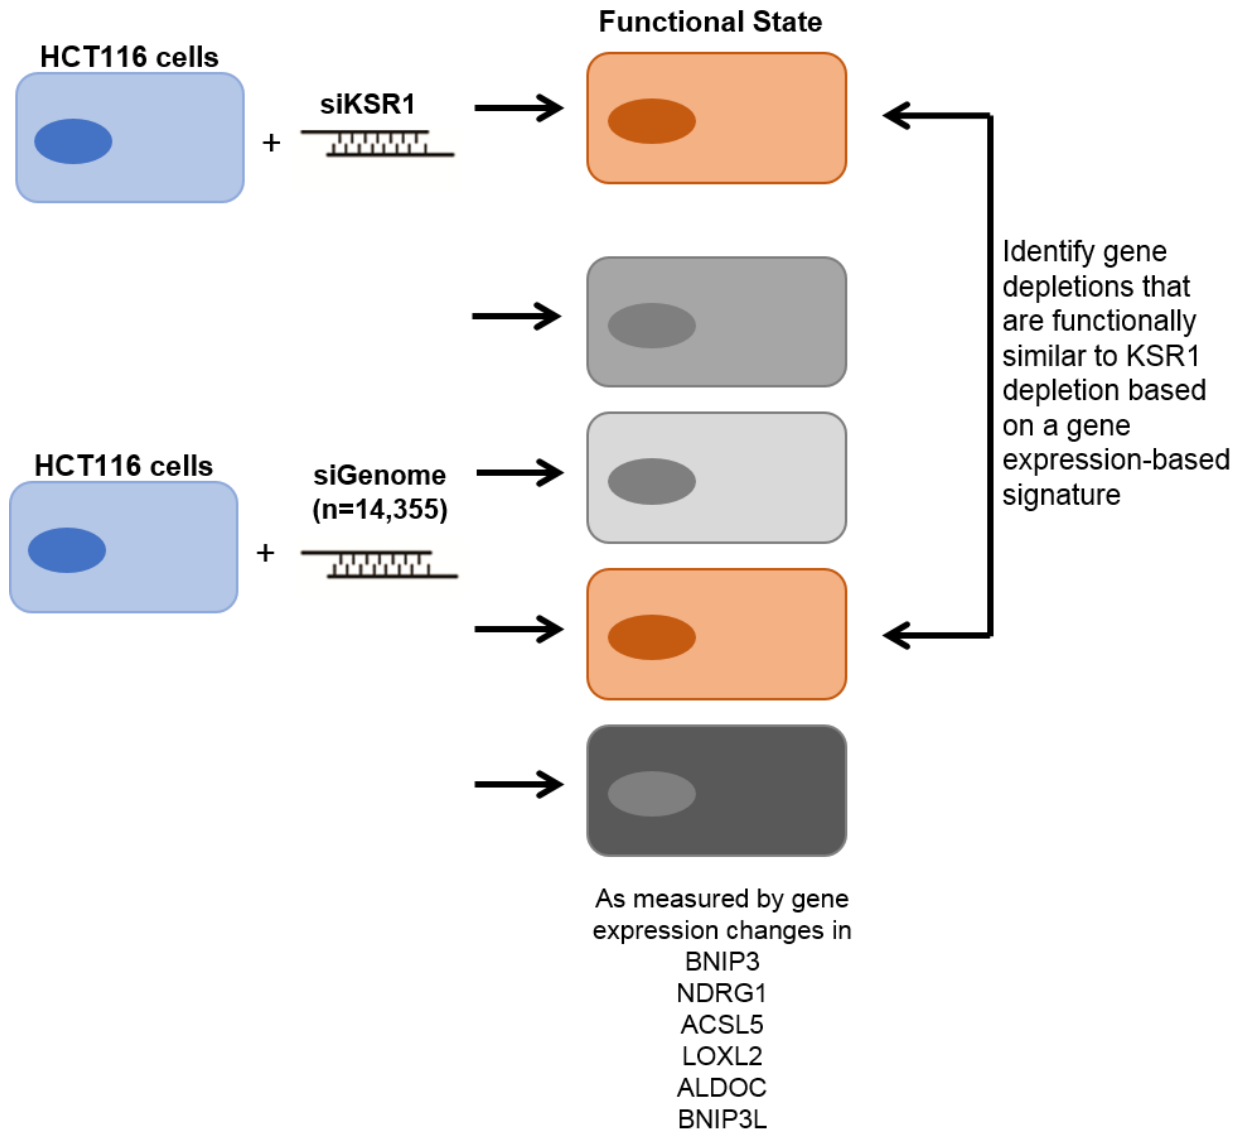 Functional State
HCT116 cells
siKSR1
+
Identify gene
depletions that
are functionally
similar to KSR1
depletion based
on a gene
expression-based
signature
HCT116 cells
siGenome
(n=14,355)
+
As measured by gene
expression changes in
BNIP3
NDRG1
ACSL5
LOXL2
ALDOC
BNIP3L